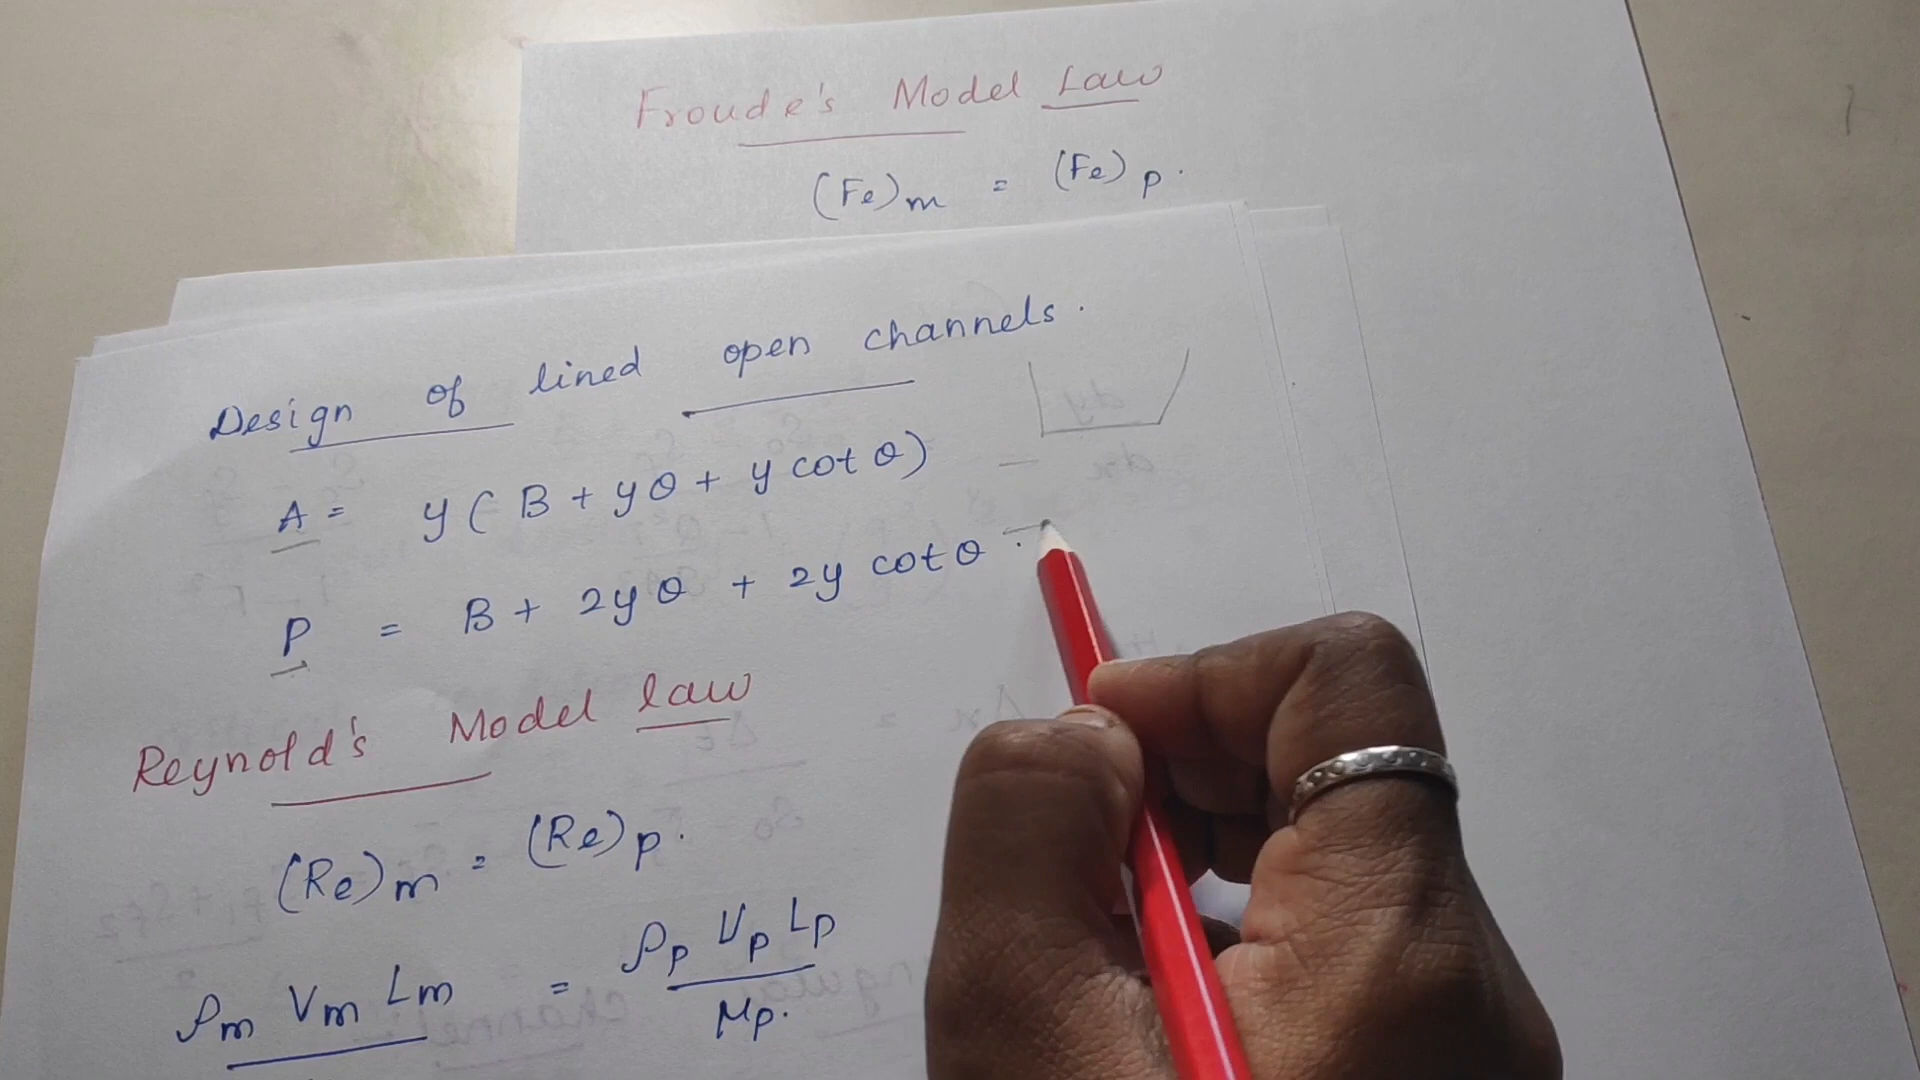 Froude's Model Law
(Fe)m = (Fe)p.
Design of lined open channels.
A = y(B + yθ + y cot θ)
P = B + 2yθ + 2y cot θ.
Reynold's Model law
(Re)m = (Re)p.
ρm Vm Lm = ρp Vp Lp
μp.